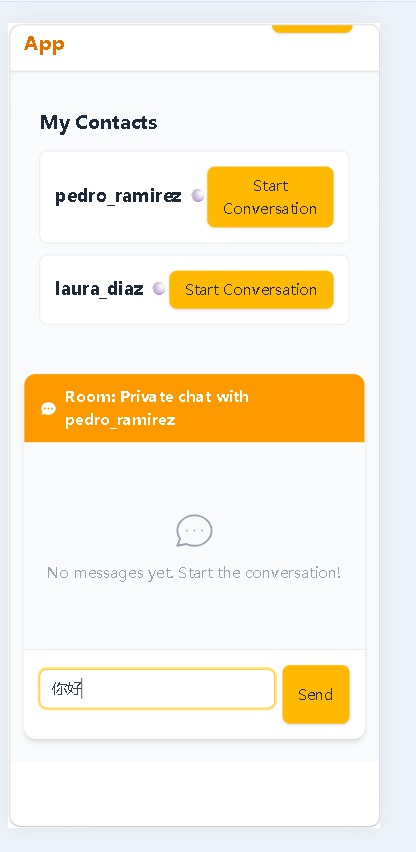 App
My Contacts
pedro_ramirez
Start
Conversation
laura_diaz
Start Conversation
Room: Private chat with
pedro_ramirez
No messages yet. Start the conversation!
你好
Send